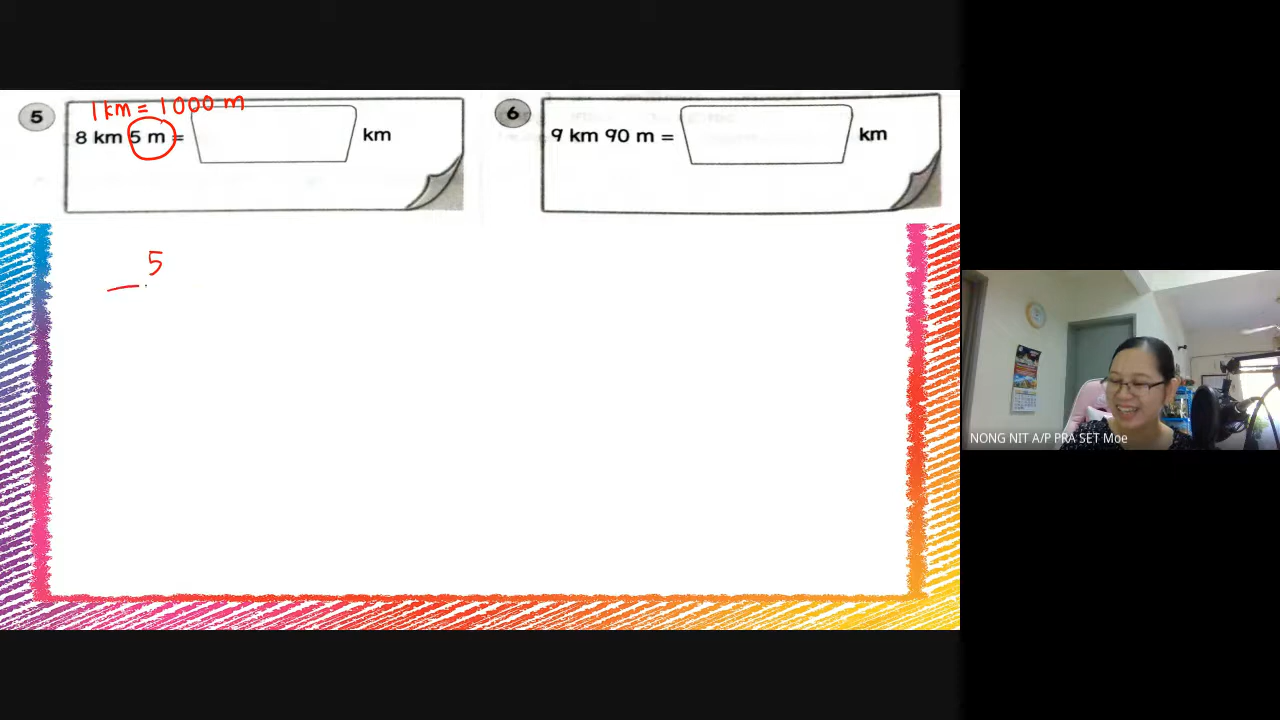 5
1 km = 1000 m
8 km 5 m = km
6
9 km 90 m = km
5
NONG NIT A/P PRA SET Moe